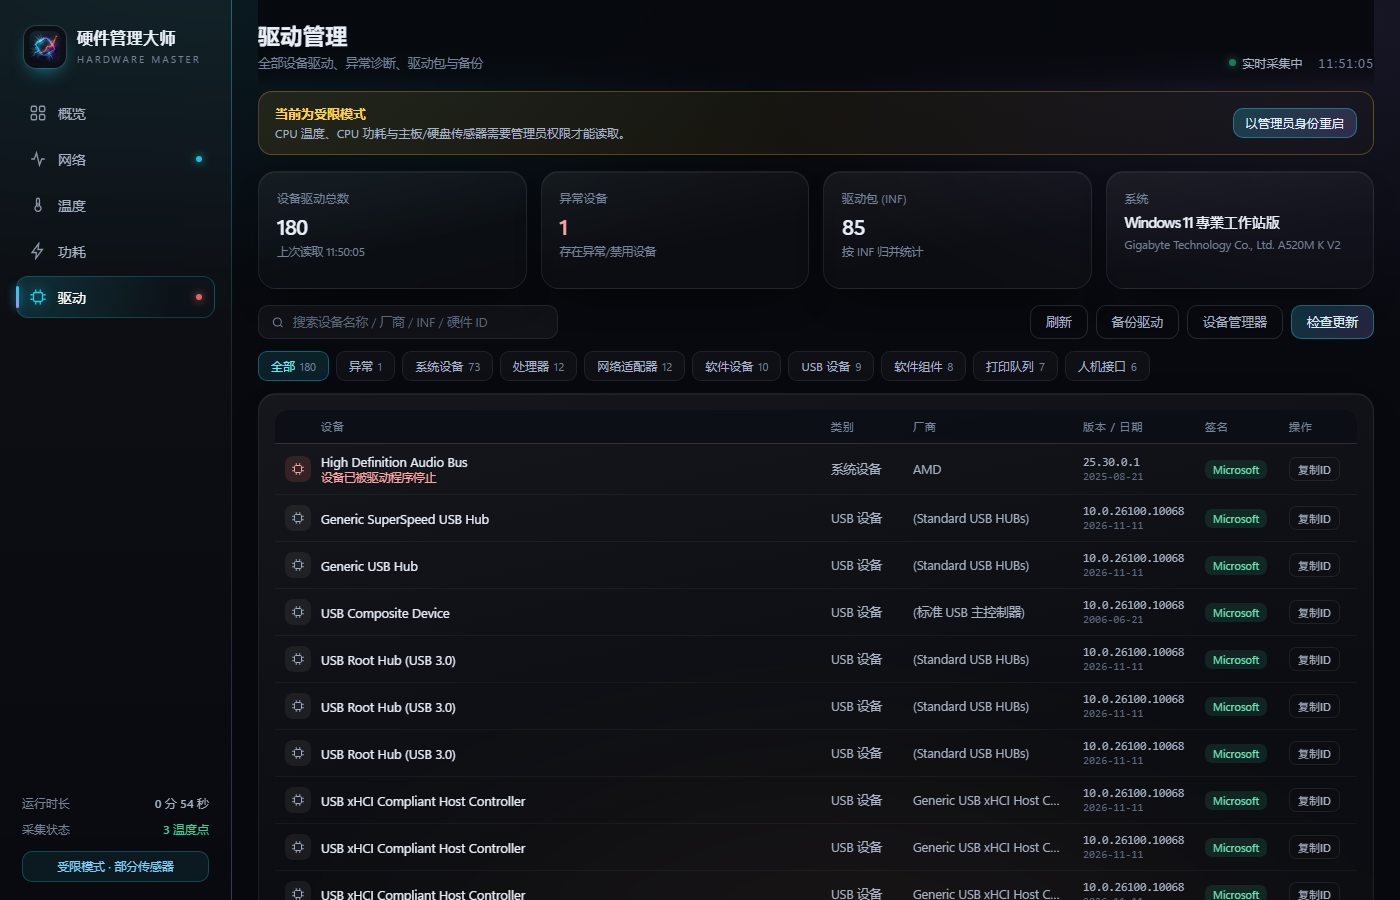 硬件管理大师
HARDWARE MASTER
概览
网络
温度
功耗
驱动
运行时长 0 分 54 秒
采集状态 3 温度点
受限模式 · 部分传感器
驱动管理
全部设备驱动、异常诊断、驱动包与备份
实时采集中 11:51:05
当前为受限模式
CPU 温度、CPU 功耗与主板/硬盘传感器需要管理员权限才能读取。
以管理员身份重启
设备驱动总数
180
上次读取 11:50:05
异常设备
1
存在异常/禁用设备
驱动包 (INF)
85
按 INF 归并统计
系统
Windows 11 專業工作站版
Gigabyte Technology Co., Ltd. A520M K V2
搜索设备名称 / 厂商 / INF / 硬件 ID
刷新 备份驱动 设备管理器 检查更新
全部 180 异常 1 系统设备 73 处理器 12 网络适配器 12 软件设备 10 USB 设备 9 软件组件 8 打印队列 7 人机接口 6
设备 类别 厂商 版本 / 日期 签名 操作
High Definition Audio Bus
设备已被驱动程序停止
系统设备 AMD 25.30.0.1
2025-08-21
Microsoft 复制ID
Generic SuperSpeed USB Hub USB 设备 (Standard USB HUBs) 10.0.26100.10068
2026-11-11
Microsoft 复制ID
Generic USB Hub USB 设备 (Standard USB HUBs) 10.0.26100.10068
2026-11-11
Microsoft 复制ID
USB Composite Device USB 设备 (标准 USB 主控制器) 10.0.26100.10068
2006-06-21
Microsoft 复制ID
USB Root Hub (USB 3.0) USB 设备 (Standard USB HUBs) 10.0.26100.10068
2026-11-11
Microsoft 复制ID
USB Root Hub (USB 3.0) USB 设备 (Standard USB HUBs) 10.0.26100.10068
2026-11-11
Microsoft 复制ID
USB Root Hub (USB 3.0) USB 设备 (Standard USB HUBs) 10.0.26100.10068
2026-11-11
Microsoft 复制ID
USB xHCI Compliant Host Controller USB 设备 Generic USB xHCI Host C... 10.0.26100.10068
2026-11-11
Microsoft 复制ID
USB xHCI Compliant Host Controller USB 设备 Generic USB xHCI Host C... 10.0.26100.10068
2026-11-11
Microsoft 复制ID
USB xHCI Compliant Host Controller USB 设备 Generic USB xHCI Host C... 10.0.26100.10068
Microsoft 复制ID